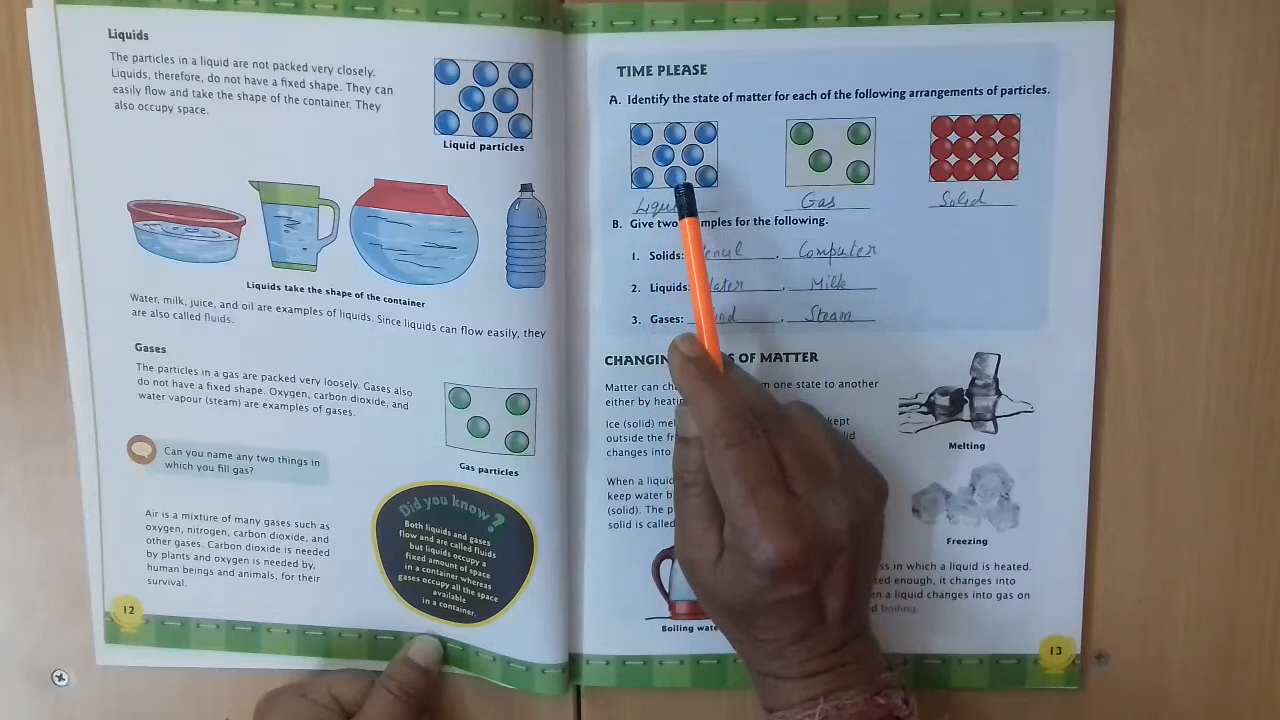 Liquids
The particles in a liquid are not packed very closely.
Liquids, therefore, do not have a fixed shape. They can
easily flow and take the shape of the container. They
also occupy space.
Liquid particles
Liquids take the shape of the container
Water, milk, juice, and oil are examples of liquids. Since liquids can flow easily, they
are also called fluids.
Gases
The particles in a gas are packed very loosely. Gases also
do not have a fixed shape. Oxygen, carbon dioxide, and
water vapour (steam) are examples of gases.
Gas particles
Can you name any two things in
which you fill gas?
Air is a mixture of many gases such as
oxygen, nitrogen, carbon dioxide, and
other gases. Carbon dioxide is needed
by plants and oxygen is needed by,
human beings and animals, for their
survival.
Did you know?
Both liquids and gases
flow and are called fluids
but liquids occupy a
fixed amount of space
in a container whereas
gases occupy all the space
available
in a container.
12
TIME PLEASE
A. Identify the state of matter for each of the following arrangements of particles.
Gas Solid
B. Give two
for the following.
1. Solids: Computer
2. Liquids: Milk
3. Gases: Steam
OF MATTER
Matter can
one state to another
either by
Ice (solid) kept
outside the
changes into
When a liquid
keep water
(solid). The
solid is called
Melting
Freezing
in which a liquid is heated.
enough, it changes into
a liquid changes into gas on
boiling.
Boiling
13